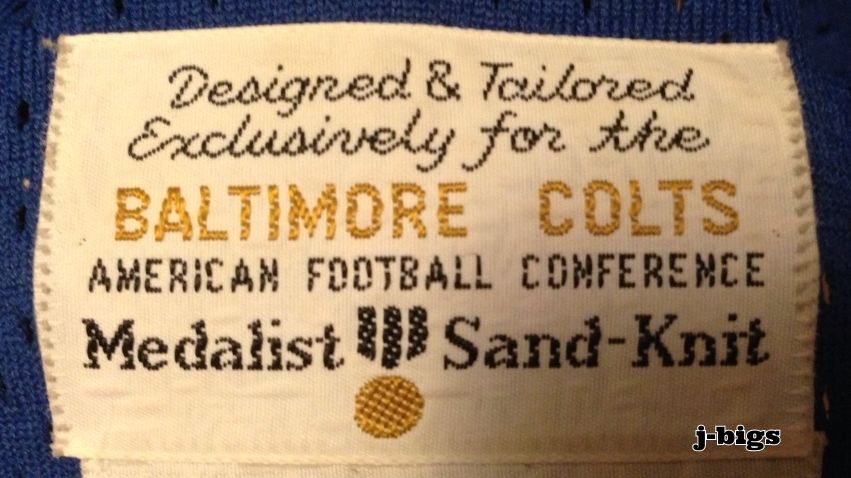 Designed & Tailored
Exclusively for the
BALTIMORE COLTS
AMERICAN FOOTBALL CONFERENCE
Medalist Sand-Knit
j-bigs